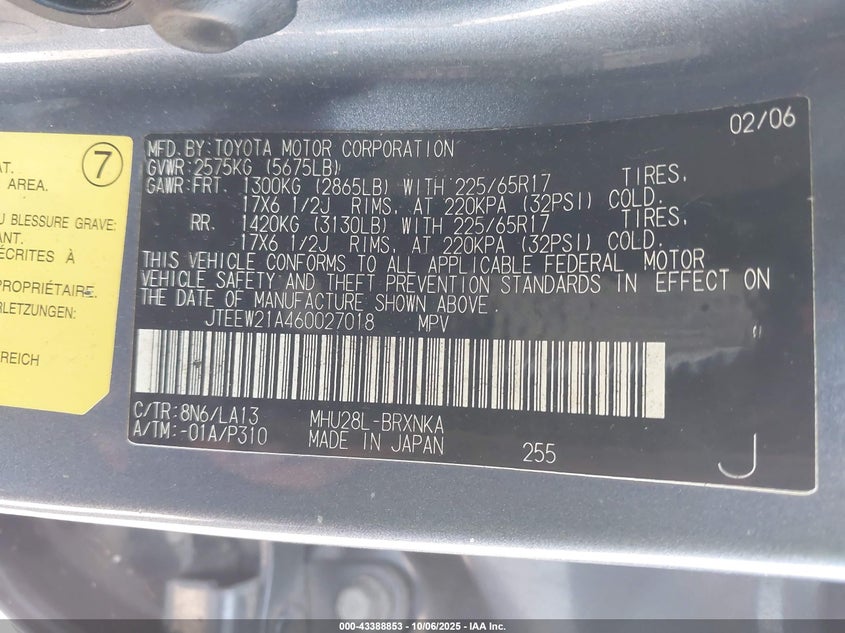 7
AT.
AREA.
U BLESSURE GRAVE:
ANT.
ÉCRITES À
PROPRIÉTAIRE.
RLETZUNGEN:
REICH
02/06
MFD. BY: TOYOTA MOTOR CORPORATION
GVWR: 2575KG (5675LB)
GAWR: FRT. 1300KG (2865LB) WITH 225/65R17 TIRES,
17X6 1/2J RIMS, AT 220KPA (32PSI) COLD.
RR. 1420KG (3130LB) WITH 225/65R17 TIRES,
17X6 1/2J RIMS, AT 220KPA (32PSI) COLD.
THIS VEHICLE CONFORMS TO ALL APPLICABLE FEDERAL MOTOR
VEHICLE SAFETY AND THEFT PREVENTION STANDARDS IN EFFECT ON
THE DATE OF MANUFACTURE SHOWN ABOVE.
JTEEW21A460027018 MPV
C/TR: 8N6/LA13 MHU28L-BRXNKA
A/TM: -01A/P310 MADE IN JAPAN 255
J
000-43388853 - 10/06/2025 - IAA Inc.